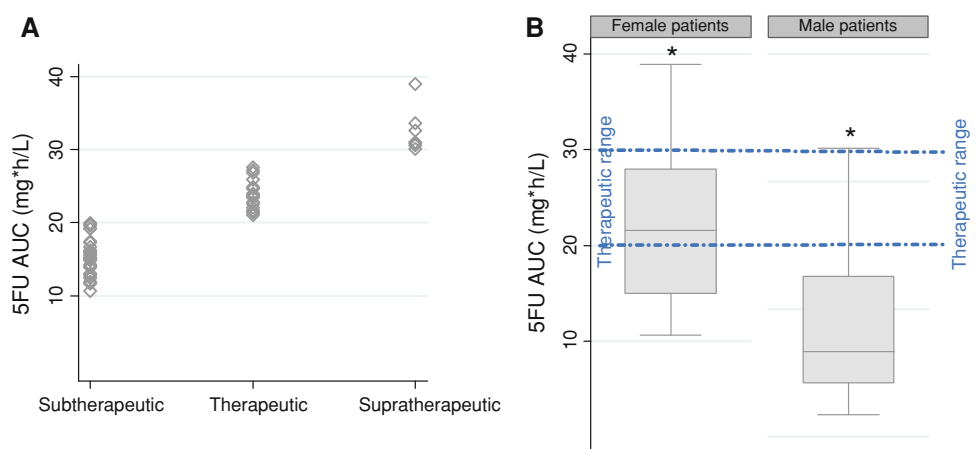 A
5FU AUC (mg*h/L)
40
30
20
10
Subtherapeutic Therapeutic Supratherapeutic
B
Female patients Male patients
5FU AUC (mg*h/L)
40
30
20
10
* *
Therapeutic range
Therapeutic range